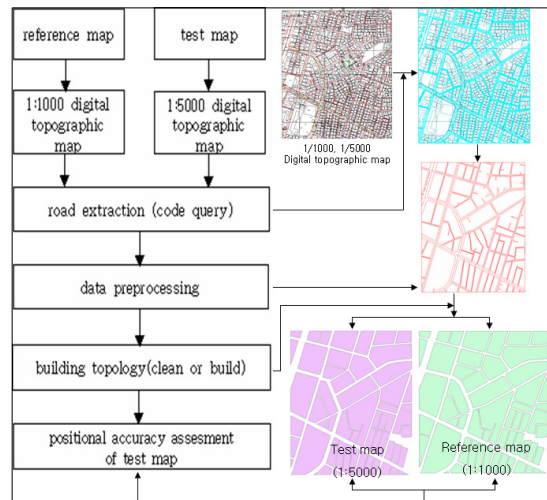 reference map
test map
1:1000 digital
topographic
map
1:5000 digital
topographic
map
1/1000, 1/5000
Digital topographic map
road extraction (code query)
data preprocessing
building topology(clean or build)
positional accuracy assesment
of test map
Test map
(1:5000)
Reference map
(1:1000)